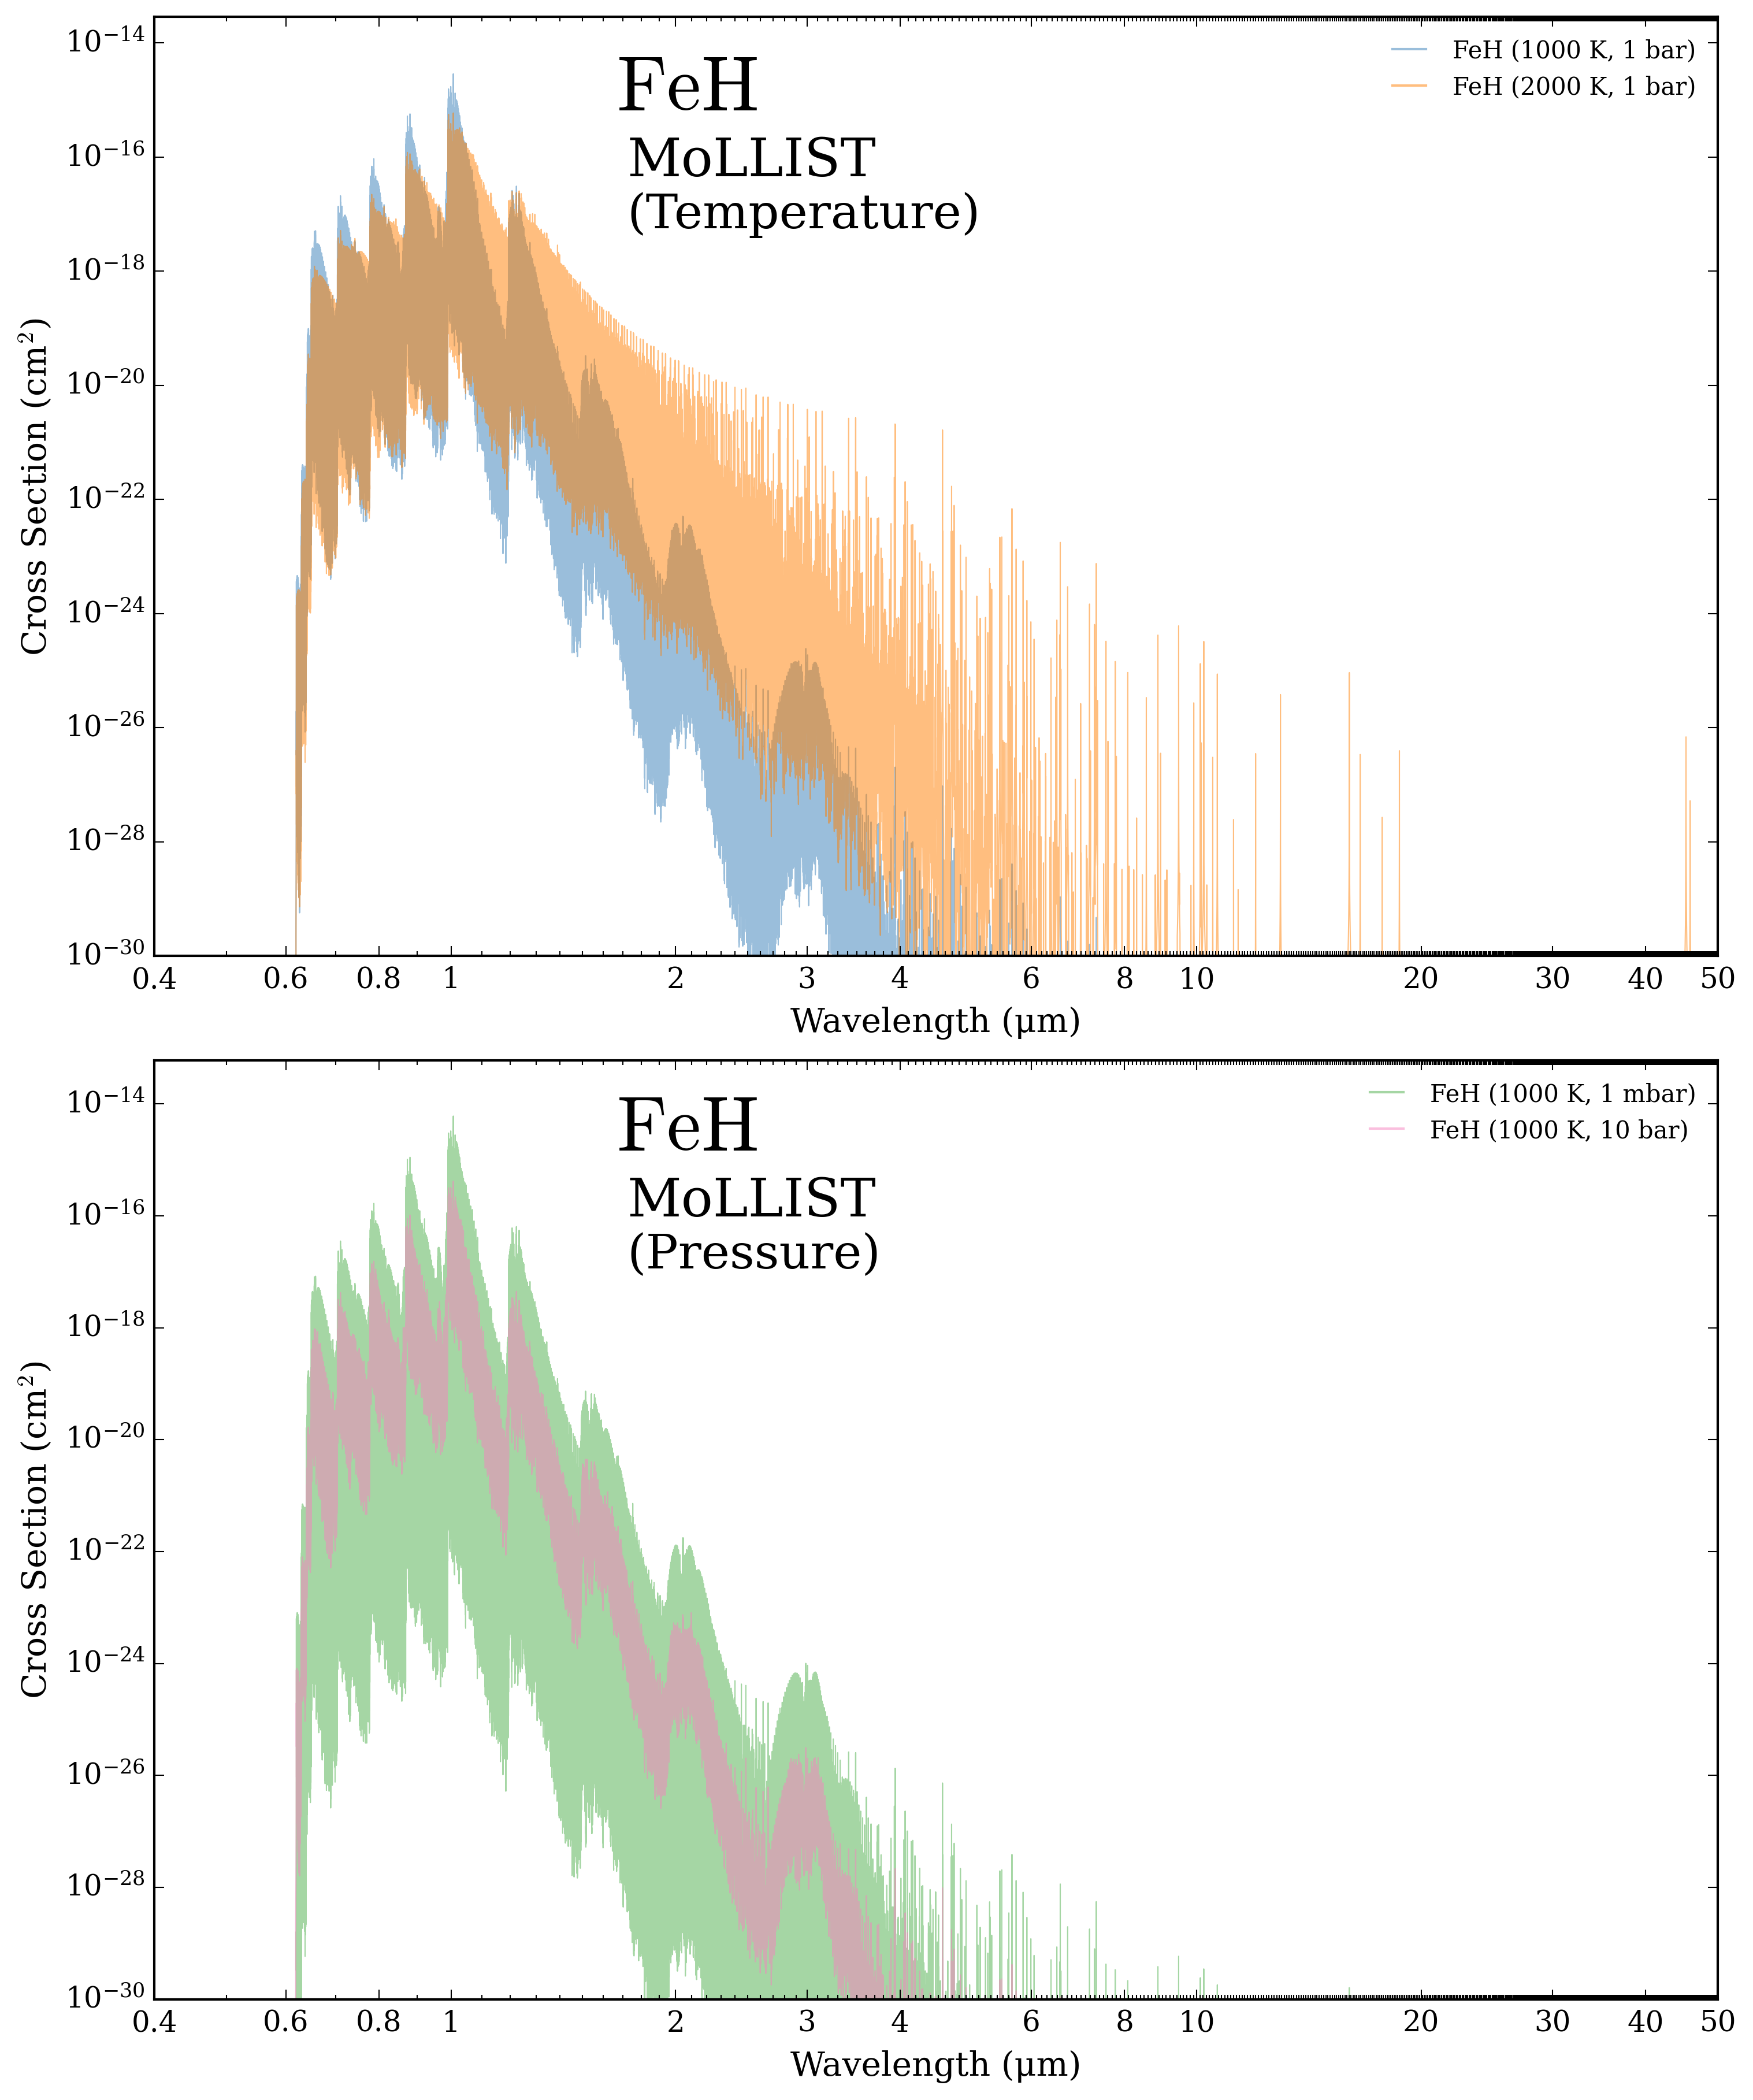 FeH (1000 K, 1 bar)
FeH (2000 K, 1 bar)
FeH
MoLLIST
(Temperature)
Cross Section (cm²)
10⁻¹⁴
10⁻¹⁶
10⁻¹⁸
10⁻²⁰
10⁻²²
10⁻²⁴
10⁻²⁶
10⁻²⁸
10⁻³⁰
0.4 0.6 0.8 1 2 3 4 6 8 10 20 30 40 50
Wavelength (μm)
FeH (1000 K, 1 mbar)
FeH (1000 K, 10 bar)
FeH
MoLLIST
(Pressure)
Cross Section (cm²)
10⁻¹⁴
10⁻¹⁶
10⁻¹⁸
10⁻²⁰
10⁻²²
10⁻²⁴
10⁻²⁶
10⁻²⁸
10⁻³⁰
0.4 0.6 0.8 1 2 3 4 6 8 10 20 30 40 50
Wavelength (μm)